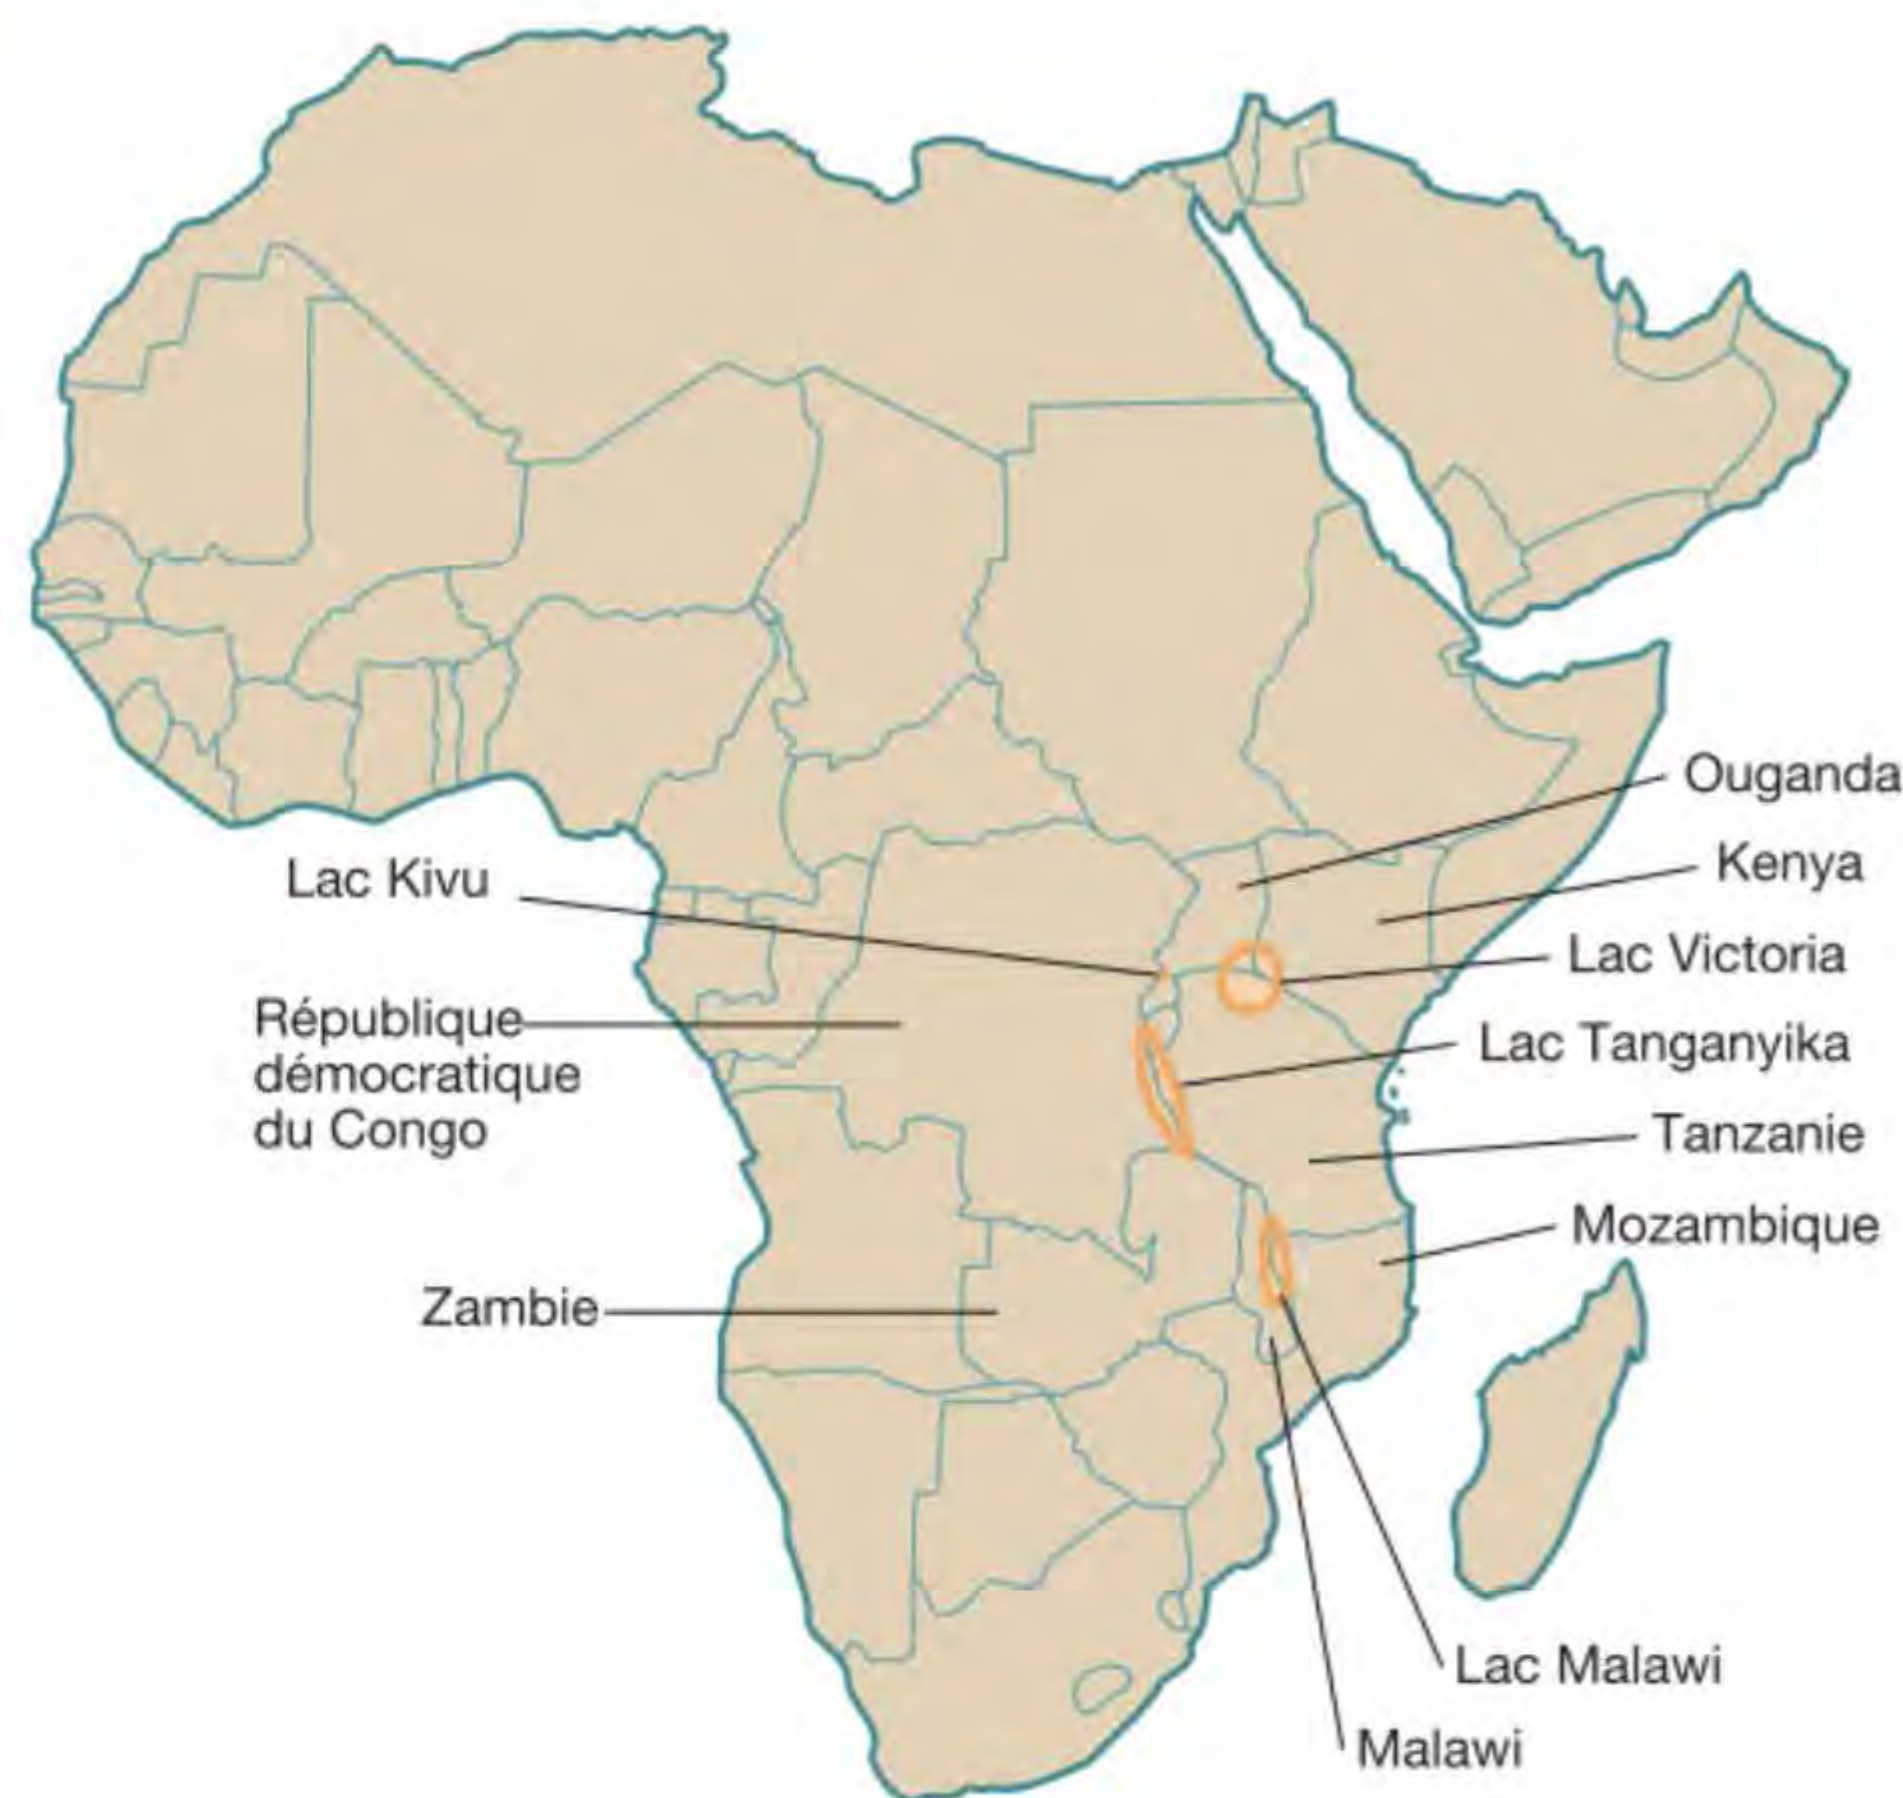 Ouganda
Kenya
Lac Kivu
Lac Victoria
République
démocratique
du Congo
Lac Tanganyika
Tanzanie
Mozambique
Zambie
Lac Malawi
Malawi